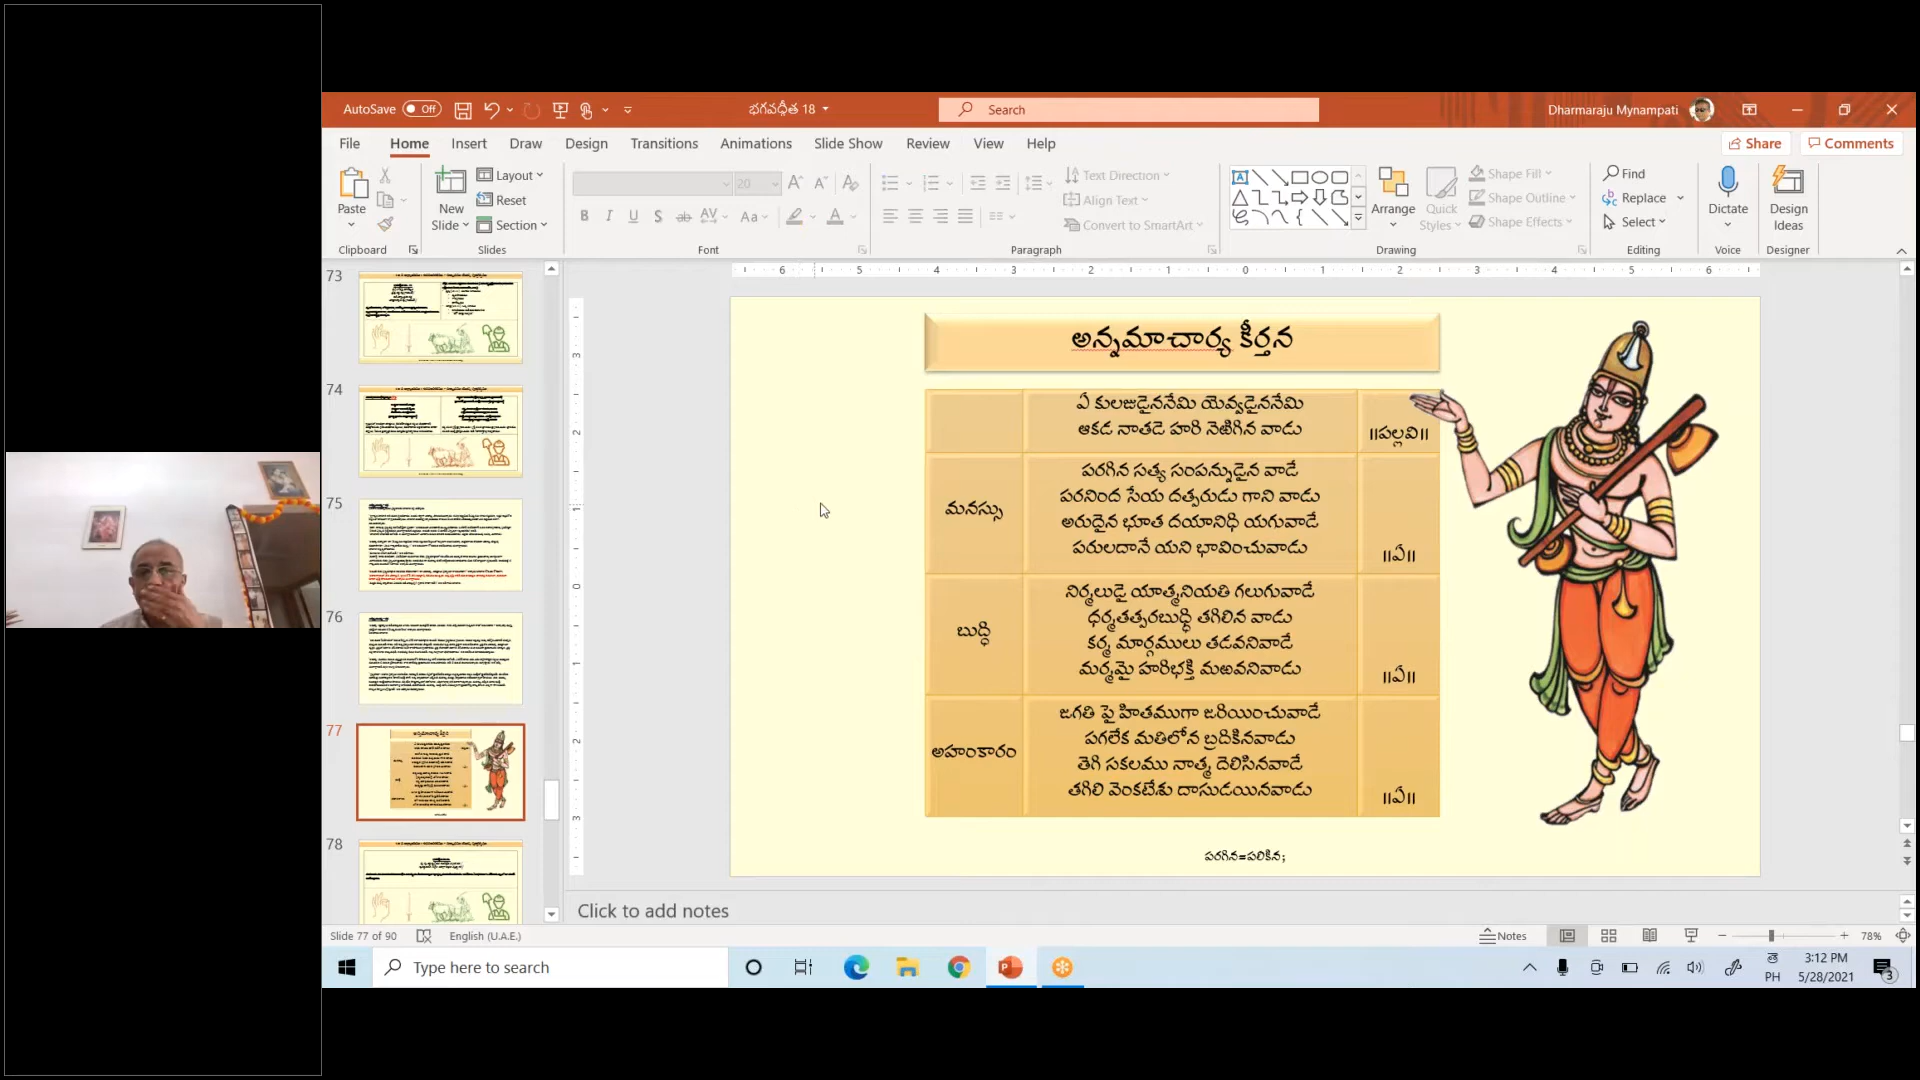 AutoSave Off
భగవద్గీత 18
Search
Dharmaraju Mynampati
File Home Insert Draw Design Transitions Animations Slide Show Review View Help
Share Comments
Paste
Clipboard
New Slide
Layout
Reset
Section
Slides
20
Font
Text Direction
Align Text
Convert to SmartArt
Paragraph
Arrange
Quick Styles
Shape Fill
Shape Outline
Shape Effects
Drawing
Find
Replace
Select
Editing
Dictate
Voice
Design Ideas
Designer
73
74
75
76
77
78
అన్నమాచార్య కీర్తన
ఏ కులజుడైననేమి యెవ్వడైననేమి
ఆకడ నాతడె హరి నెఱిగిన వాడు
॥పల్లవి॥
మనస్సు
పరగిన సత్య సంపన్నుడైన వాడే
పరనింద సేయ దత్పరుడు గాని వాడు
అరుదైన భూత దయానిధి యగువాడే
పరులదానే యని భావించువాడు
॥ఏ॥
బుద్ధి
నిర్మలుడై యాత్మనియతి గలుగువాడే
ధర్మతత్పరబుద్ధి తగిలిన వాడు
కర్మ మార్గములు తడవనివాడే
మర్మమై హరిభక్తి మఱవనివాడు
॥ఏ॥
అహంకారం
జగతి పై హితముగా జరియించువాడే
పగలేక మతిలోన బ్రదికినవాడు
తెగి సకలము నాత్మ దెలిసినవాడే
తగిలి వెంకటేశు దాసుడయినవాడు
॥ఏ॥
పరగిన=పలికిన;
Click to add notes
Slide 77 of 90
English (U.A.E.)
Notes
78%
Type here to search
తె
PH
3:12 PM
5/28/2021
3